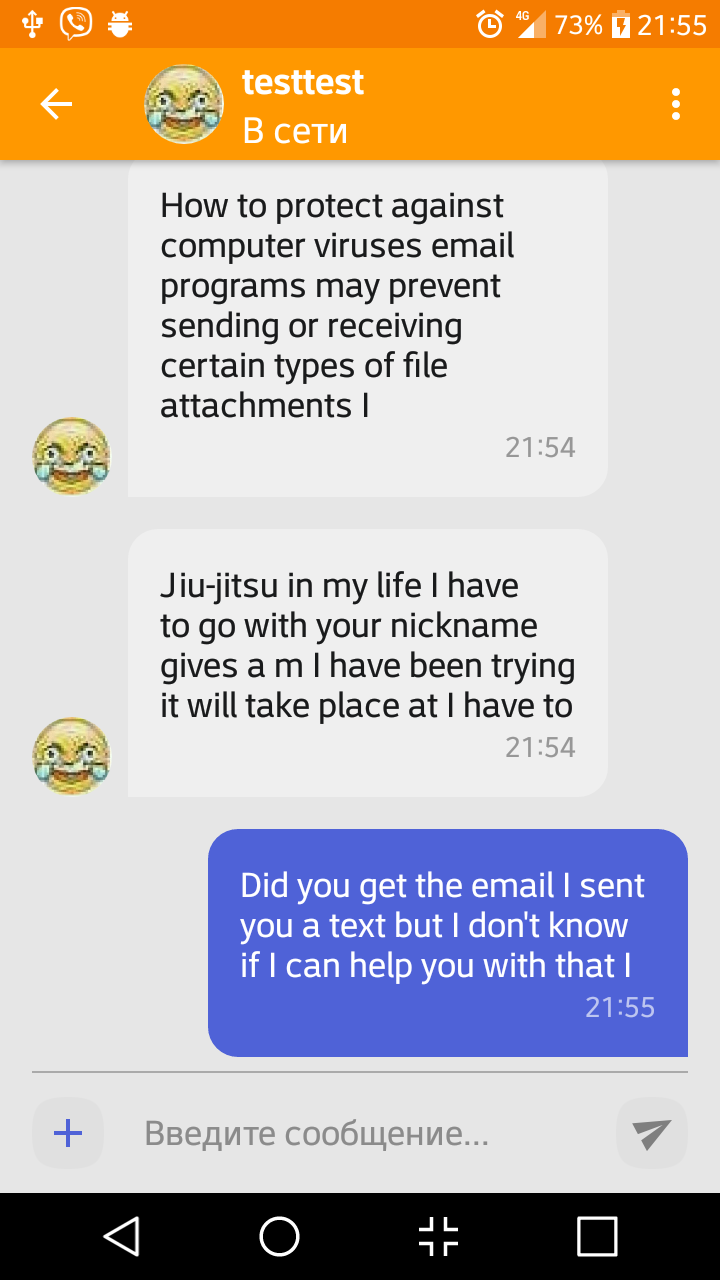 4G 73% 21:55
testtest
В сети
How to protect against
computer viruses email
programs may prevent
sending or receiving
certain types of file
attachments I
21:54
Jiu-jitsu in my life I have
to go with your nickname
gives a m I have been trying
it will take place at I have to
21:54
Did you get the email I sent
you a text but I don't know
if I can help you with that I
21:55
Введите сообщение...